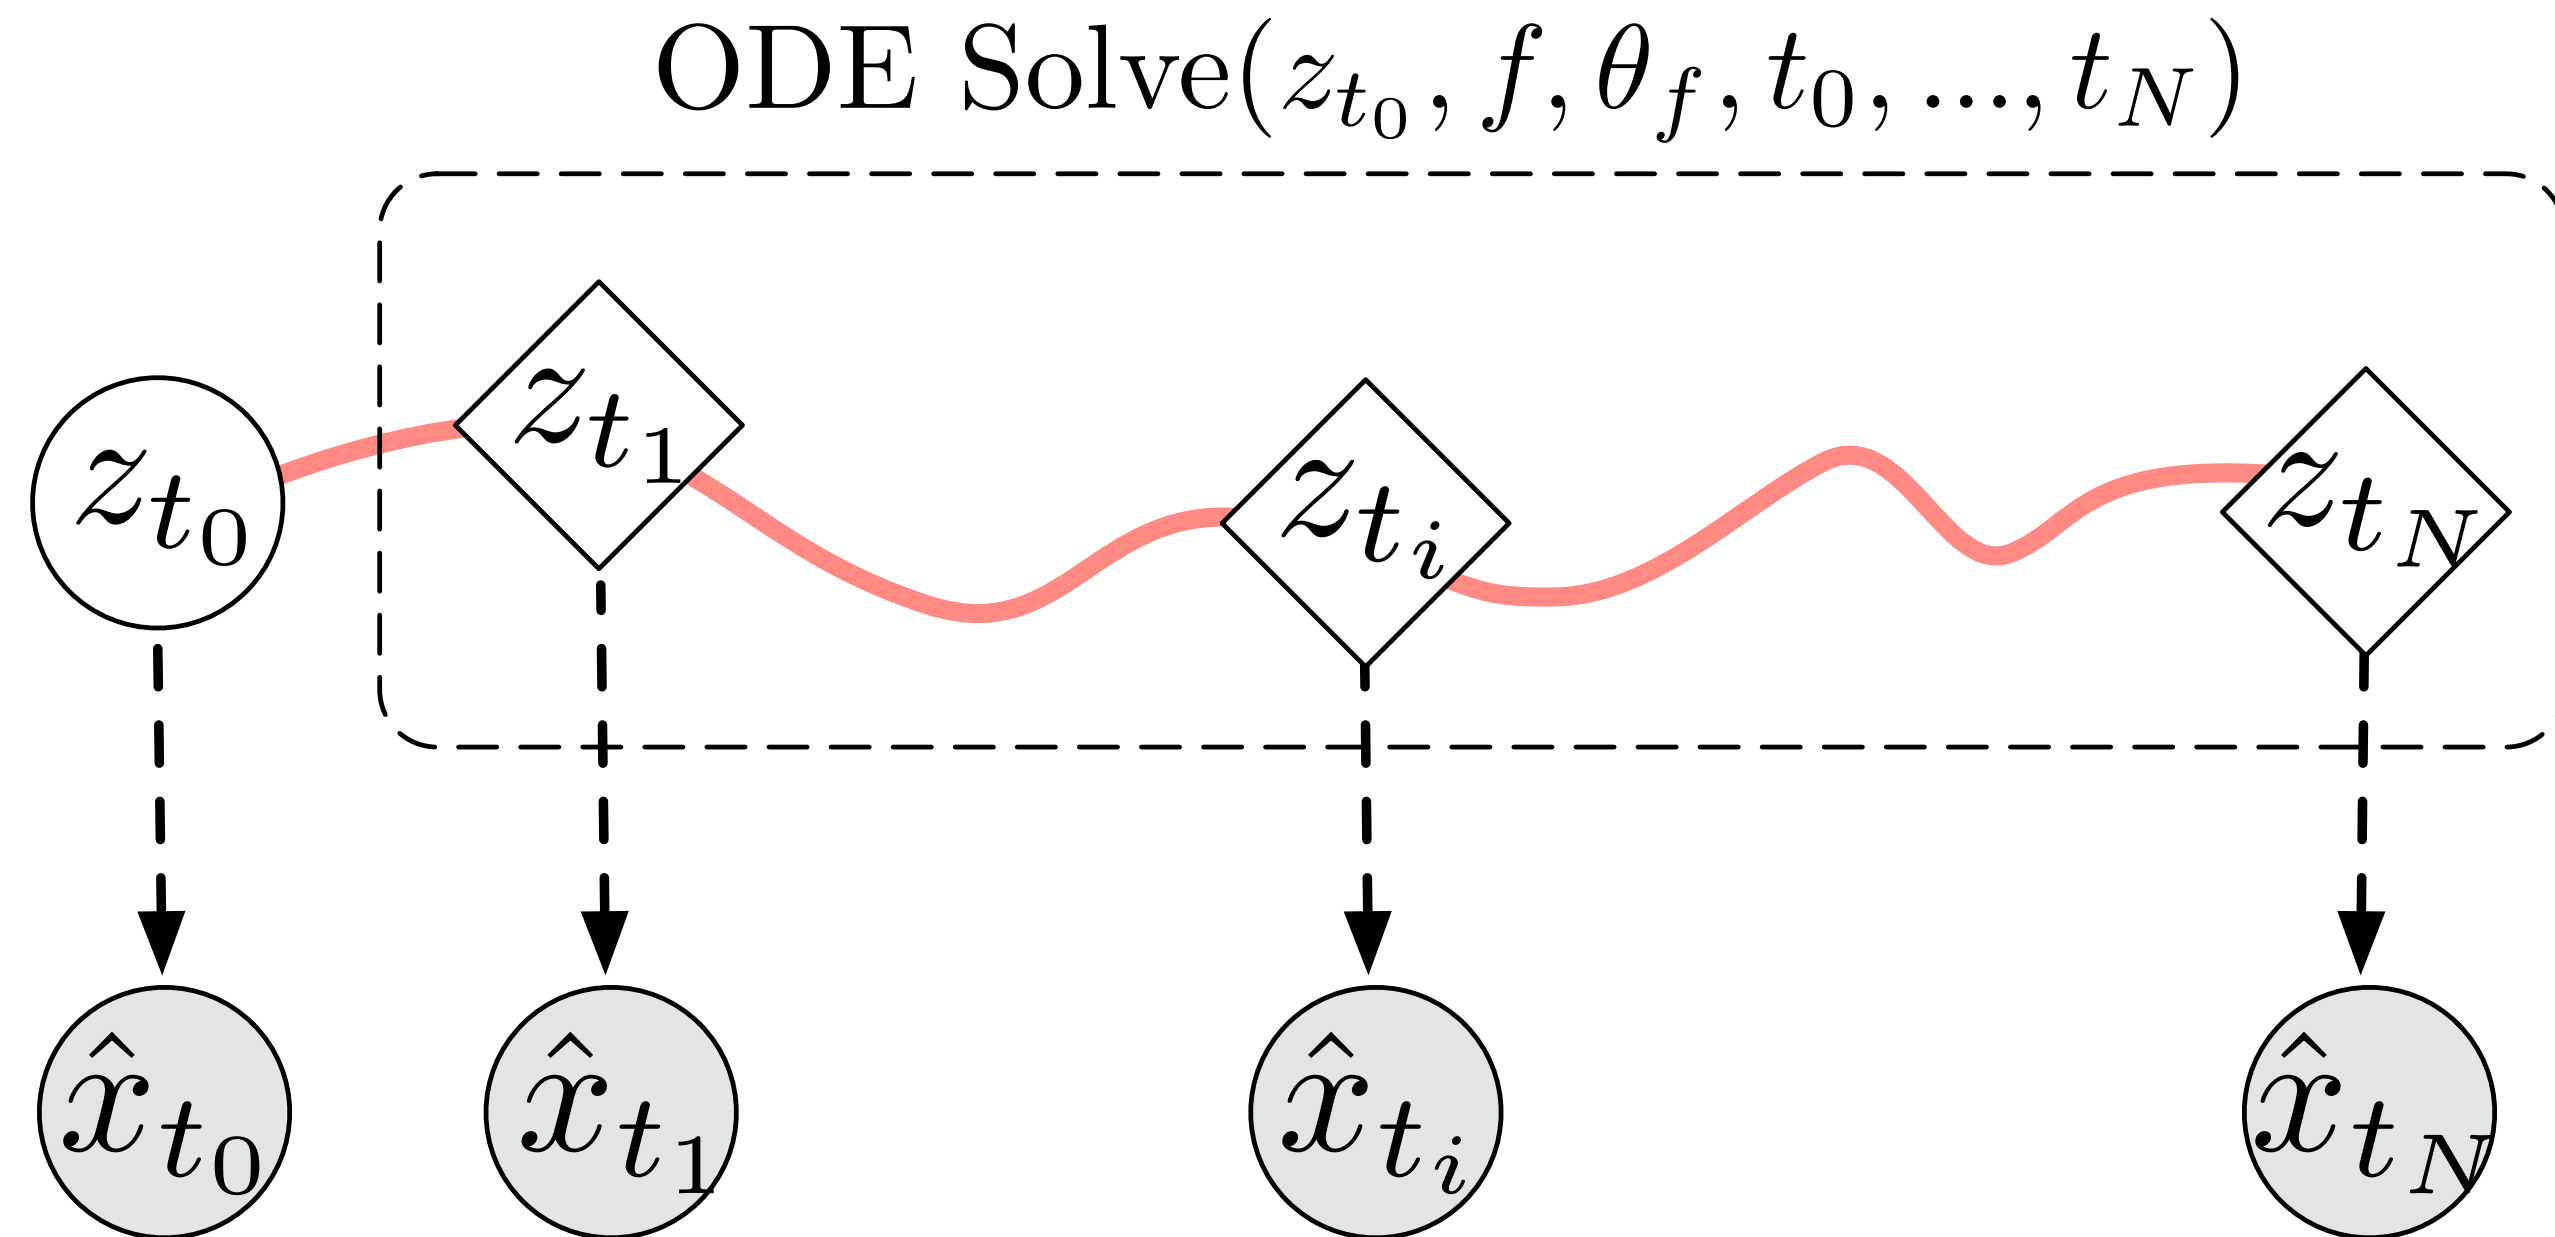 ODE Solve(z_{t_0}, f, θ_f, t_0, ..., t_N)
z_{t_0} z_{t_1} z_{t_i} z_{t_N}
x̂_{t_0} x̂_{t_1} x̂_{t_i} x̂_{t_N}